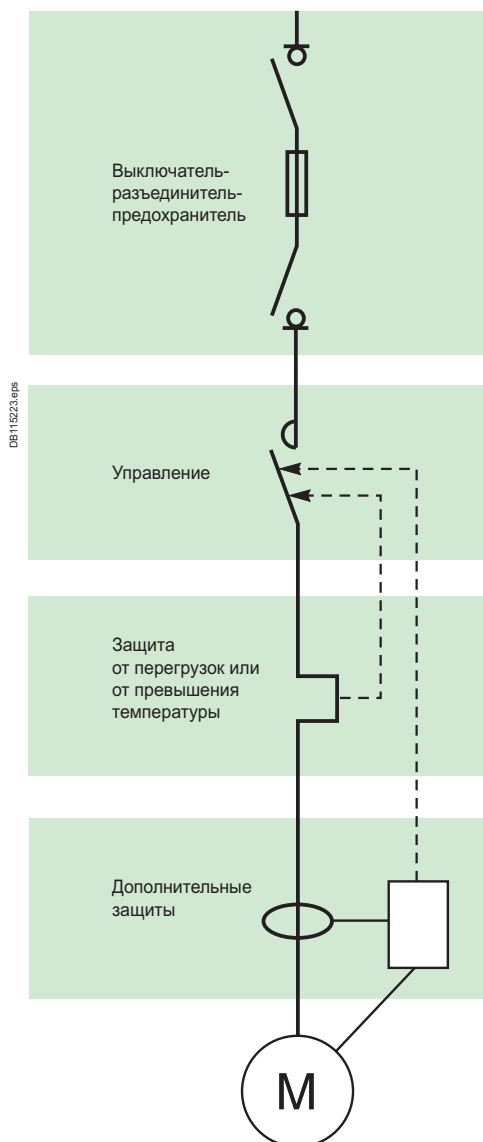 Выключатель-
разъединитель-
предохранитель
DB115223.eps
Управление
Защита
от перегрузок или
от превышения
температуры
Дополнительные
защиты
M